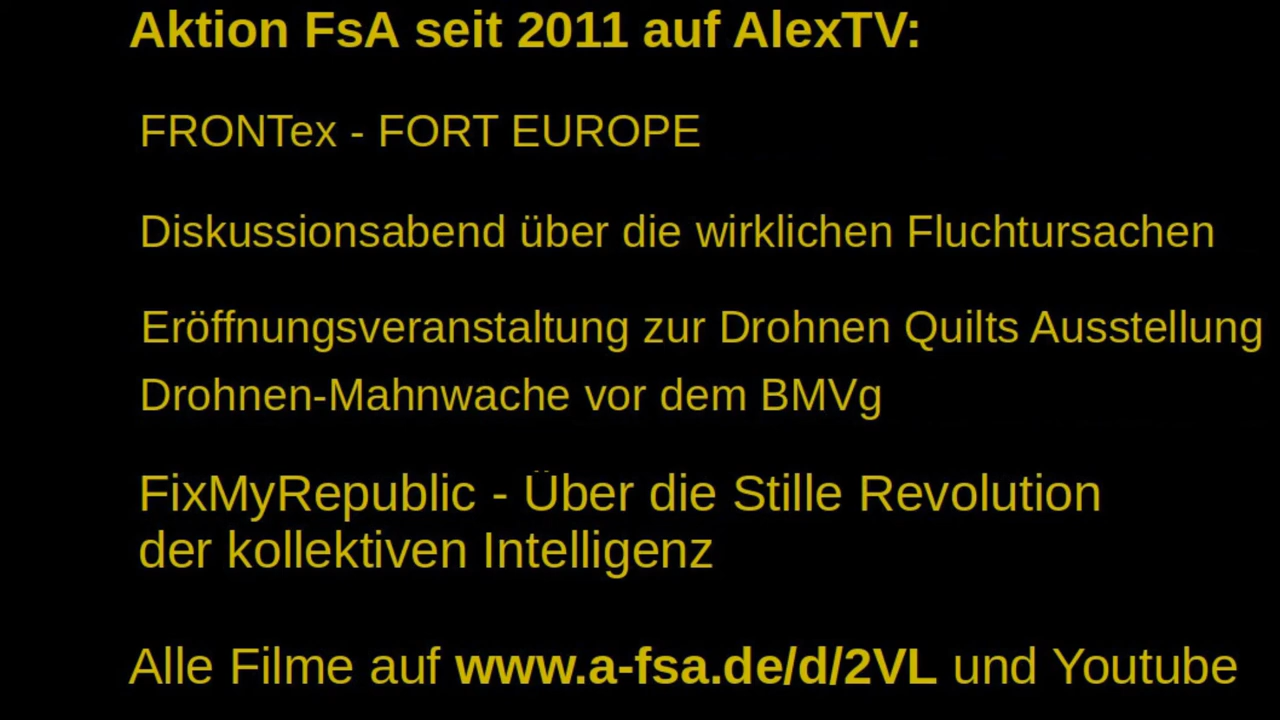 Aktion FsA seit 2011 auf AlexTV:
FRONTex - FORT EUROPE
Diskussionsabend über die wirklichen Fluchtursachen
Eröffnungsveranstaltung zur Drohnen Quilts Ausstellung
Drohnen-Mahnwache vor dem BMVg
FixMyRepublic - Über die Stille Revolution
der kollektiven Intelligenz
Alle Filme auf www.a-fsa.de/d/2VL und Youtube